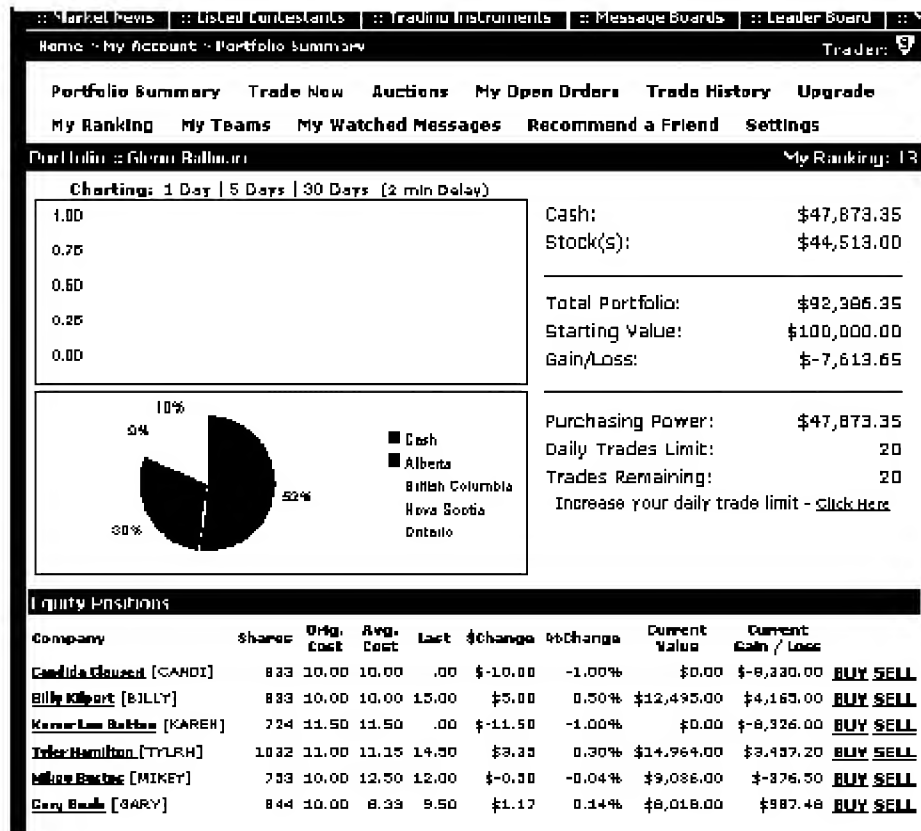 :: Market News | :: Listed Contestants | :: Trading Instruments | :: Message Boards | :: Leader Board | ::
Home > My Account > Portfolio Summary Trader:
Portfolio Summary Trade Now Auctions My Open Orders Trade History Upgrade
My Ranking My Teams My Watched Messages Recommend a Friend Settings
Portfolio :: Glenn My Ranking: 13
Charting: 1 Day | 5 Days | 30 Days (2 min Delay)
1.00
0.75
0.50
0.25
0.00
Cash: $47,873.35
Stock(s): $44,513.00
Total Portfolio: $92,386.35
Starting Value: $100,000.00
Gain/Loss: $-7,613.65
10%
9%
52%
30%
Cash
Alberta
British Columbia
Nova Scotia
Ontario
Purchasing Power: $47,873.35
Daily Trades Limit: 20
Trades Remaining: 20
Increase your daily trade limit - Click Here
Equity Positions
Company Shares Orig. Cost Avg. Cost Last $Change %Change Current Value Current Gain / Loss
Candida [CANDI] 833 10.00 10.00 .00 $-10.00 -1.00% $0.00 $-8,330.00 BUY SELL
Billy [BILLY] 833 10.00 10.00 15.00 $5.00 0.50% $12,495.00 $4,165.00 BUY SELL
Karen Lee [KAREN] 724 11.50 11.50 .00 $-11.50 -1.00% $0.00 $-8,326.00 BUY SELL
Tyler Hamilton [TYLRH] 1032 11.00 11.15 14.50 $3.35 0.30% $14,964.00 $3,457.20 BUY SELL
Mikey [MIKEY] 753 10.00 12.50 12.00 $-0.50 -0.04% $9,036.00 $-376.50 BUY SELL
Gary [GARY] 844 10.00 8.33 9.50 $1.17 0.14% $8,018.00 $987.48 BUY SELL